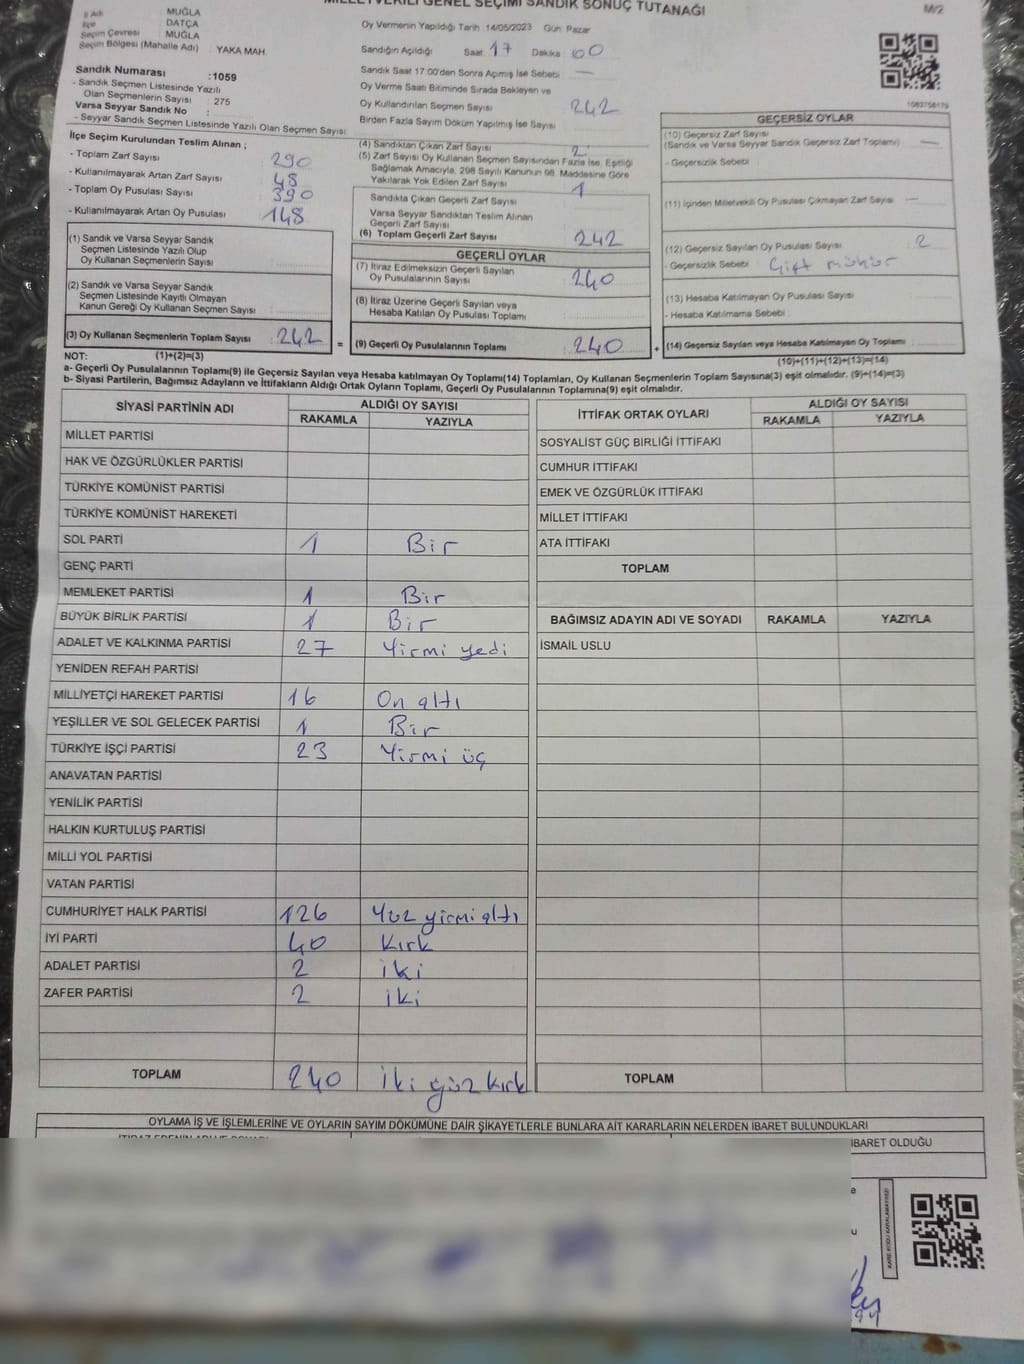 MİLLETVEKİLİ GENEL SEÇİMİ SANDIK SONUÇ TUTANAĞI
M/2
İl Adı MUĞLA
İlçe DATÇA
Seçim Çevresi MUĞLA
Seçim Bölgesi (Mahalle Adı) YAKA MAH
Sandık Numarası :1059
- Sandık Seçmen Listesinde Yazılı
Olan Seçmenlerin Sayısı : 275
Varsa Seyyar Sandık No :
- Seyyar Sandık Seçmen Listesinde Yazılı Olan Seçmen Sayısı :
Oy Vermenin Yapıldığı Tarih :14/05/2023 Gün: Pazar
Sandığın Açıldığı Saat: 17 Dakika: 00
Sandık Saat 17:00'den Sonra Açılmış İse Sebebi : —
Oy Verme Saati Bitiminde Sırada Bekleyen ve
Oy Kullandırılan Seçmen Sayısı 242
Birden Fazla Sayım Döküm Yapılmış İse Sayısı
İlçe Seçim Kurulundan Teslim Alınan ;
- Toplam Zarf Sayısı 290
- Kullanılmayarak Artan Zarf Sayısı 48
- Toplam Oy Pusulası Sayısı 390
- Kullanılmayarak Artan Oy Pusulası 148
(1) Sandık ve Varsa Seyyar Sandık
Seçmen Listesinde Yazılı Olup
Oy Kullanan Seçmenlerin Sayısı
(2) Sandık ve Varsa Seyyar Sandık
Seçmen Listesinde Kayıtlı Olmayan
Kanun Gereği Oy Kullanan Seçmen Sayısı :
(3) Oy Kullanan Seçmenlerin Toplam Sayısı : 242
=
(4) Sandıktan Çıkan Zarf Sayısı
(5) Zarf Sayısı Oy Kullanan Seçmen Sayısından Fazla İse, Eşitliği
Sağlamak Amacıyla, 298 Sayılı Kanunun 98. Maddesine Göre
Yakılarak Yok Edilen Zarf Sayısı
Sandıkta Çıkan Geçerli Zarf Sayısı
Varsa Seyyar Sandıktan Teslim Alınan
Geçerli Zarf Sayısı
(6) Toplam Geçerli Zarf Sayısı 242
GEÇERLİ OYLAR
(7) İtiraz Edilmeksizin Geçerli Sayılan
Oy Pusulalarının Sayısı : 240
(8) İtiraz Üzerine Geçerli Sayılan veya
Hesaba Katılan Oy Pusulası Toplamı :
(9) Geçerli Oy Pusulalarının Toplamı : 240
+
GEÇERSİZ OYLAR
(10) Geçersiz Zarf Sayısı
(Sandık ve Varsa Seyyar Sandık Geçersiz Zarf Toplamı) —
- Geçersizlik Sebebi :
(11) İçinden Milletvekili Oy Pusulası Çıkmayan Zarf Sayısı —
(12) Geçersiz Sayılan Oy Pusulası Sayısı : 2
- Geçersizlik Sebebi : Çift mühür
(13) Hesaba Katılmayan Oy Pusulası Sayısı :
- Hesaba Katılmama Sebebi :
(14) Geçersiz Sayılan veya Hesaba Katılmayan Oy Toplamı :
NOT: (1)+(2)=(3)
(10)+(11)+(12)+(13)=(14)
a- Geçerli Oy Pusulalarının Toplamı(9) ile Geçersiz Sayılan veya Hesaba katılmayan Oy Toplamı(14) Toplamları, Oy Kullanan Seçmenlerin Toplam Sayısına(3) eşit olmalıdır. (9)+(14)=(3)
b- Siyasi Partilerin, Bağımsız Adayların ve İttifakların Aldığı Ortak Oyların Toplamı, Geçerli Oy Pusulalarının Toplamına(9) eşit olmalıdır.
SİYASİ PARTİNİN ADI ALDIĞI OY SAYISI
RAKAMLA YAZIYLA
MİLLET PARTİSİ
HAK VE ÖZGÜRLÜKLER PARTİSİ
TÜRKİYE KOMÜNİST PARTİSİ
TÜRKİYE KOMÜNİST HAREKETİ
SOL PARTİ 1 Bir
GENÇ PARTİ
MEMLEKET PARTİSİ 1 Bir
BÜYÜK BİRLİK PARTİSİ 1 Bir
ADALET VE KALKINMA PARTİSİ 27 Yirmi yedi
YENİDEN REFAH PARTİSİ
MİLLİYETÇİ HAREKET PARTİSİ 16 On altı
YEŞİLLER VE SOL GELECEK PARTİSİ 1 Bir
TÜRKİYE İŞÇİ PARTİSİ 23 Yirmi üç
ANAVATAN PARTİSİ
YENİLİK PARTİSİ
HALKIN KURTULUŞ PARTİSİ
MİLLİ YOL PARTİSİ
VATAN PARTİSİ
CUMHURİYET HALK PARTİSİ 126 Yüz yirmi altı
İYİ PARTİ 40 Kırk
ADALET PARTİSİ 2 iki
ZAFER PARTİSİ 2 iki
TOPLAM 240 iki yüz kırk
İTTİFAK ORTAK OYLARI ALDIĞI OY SAYISI
RAKAMLA YAZIYLA
SOSYALİST GÜÇ BİRLİĞİ İTTİFAKI
CUMHUR İTTİFAKI
EMEK VE ÖZGÜRLÜK İTTİFAKI
MİLLET İTTİFAKI
ATA İTTİFAKI
TOPLAM
BAĞIMSIZ ADAYIN ADI VE SOYADI RAKAMLA YAZIYLA
İSMAİL USLU
TOPLAM
OYLAMA İŞ VE İŞLEMLERİNE VE OYLARIN SAYIM DÖKÜMÜNE DAİR ŞİKAYETLERLE BUNLARA AİT KARARLARIN NELERDEN İBARET BULUNDUKLARI
İBARET OLDUĞU